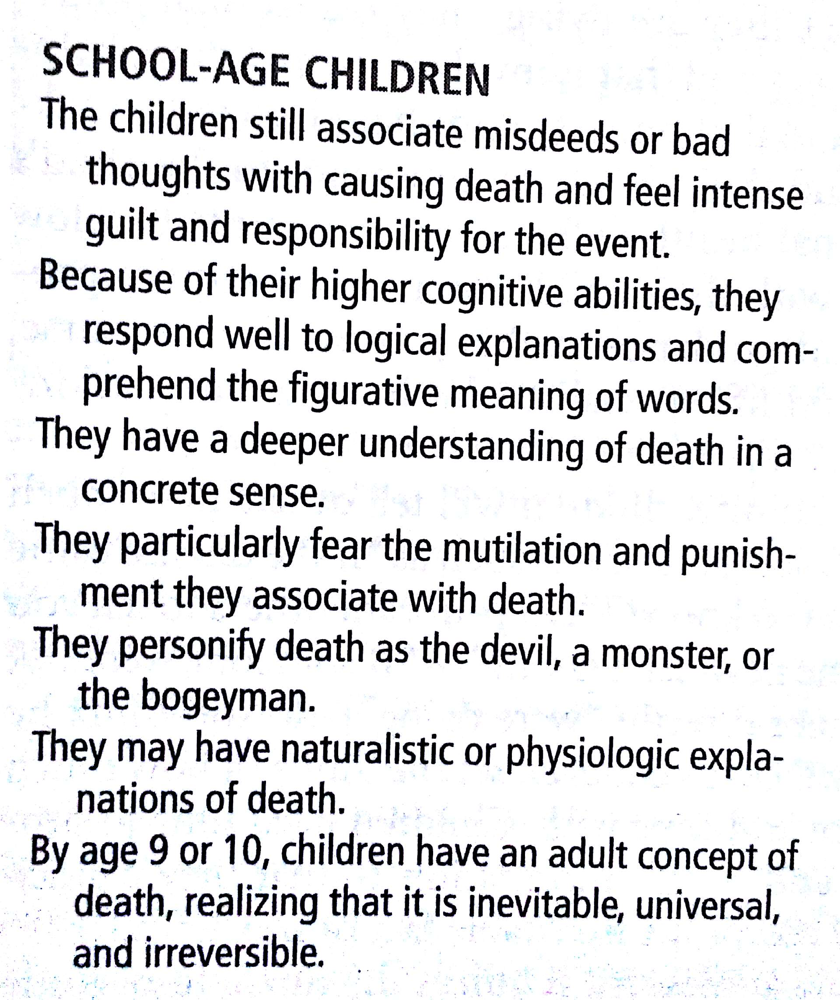 SCHOOL-AGE CHILDREN
The children still associate misdeeds or bad
thoughts with causing death and feel intense
guilt and responsibility for the event.
Because of their higher cognitive abilities, they
respond well to logical explanations and com-
prehend the figurative meaning of words.
They have a deeper understanding of death in a
concrete sense.
They particularly fear the mutilation and punish-
ment they associate with death.
They personify death as the devil, a monster, or
the bogeyman.
They may have naturalistic or physiologic expla-
nations of death.
By age 9 or 10, children have an adult concept of
death, realizing that it is inevitable, universal,
and irreversible.